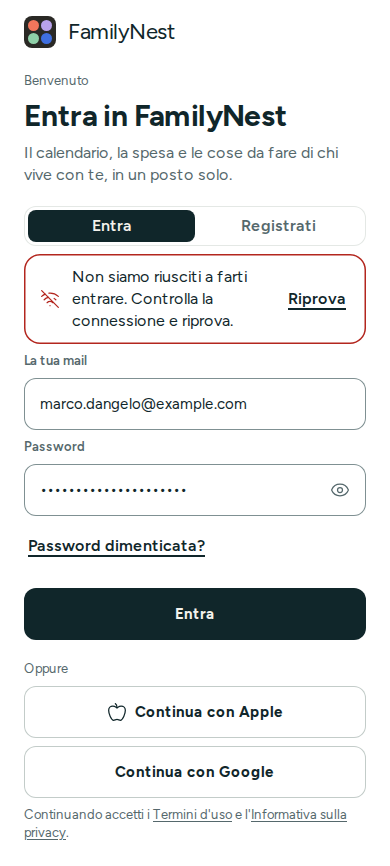 FamilyNest
Benvenuto
Entra in FamilyNest
Il calendario, la spesa e le cose da fare di chi
vive con te, in un posto solo.
Entra
Registrati
Non siamo riusciti a farti
entrare. Controlla la
connessione e riprova.
Riprova
La tua mail
marco.dangelo@example.com
Password
•••••••••••••••••••••
Password dimenticata?
Entra
Oppure
Continua con Apple
Continua con Google
Continuando accetti i Termini d'uso e l'Informativa sulla
privacy.